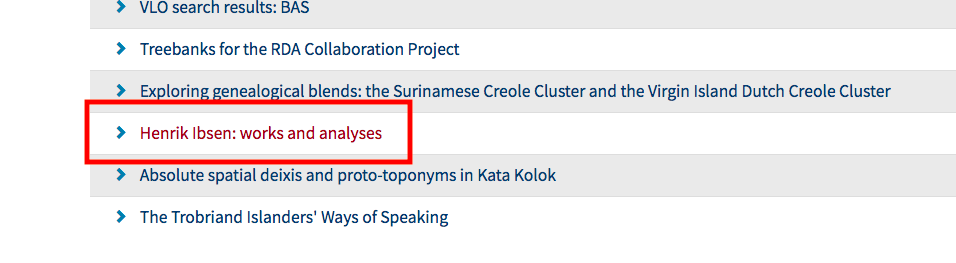 VLO search results: BAS
Treebanks for the RDA Collaboration Project
Exploring genealogical blends: the Surinamese Creole Cluster and the Virgin Island Dutch Creole Cluster
Henrik Ibsen: works and analyses
Absolute spatial deixis and proto-toponyms in Kata Kolok
The Trobriand Islanders' Ways of Speaking